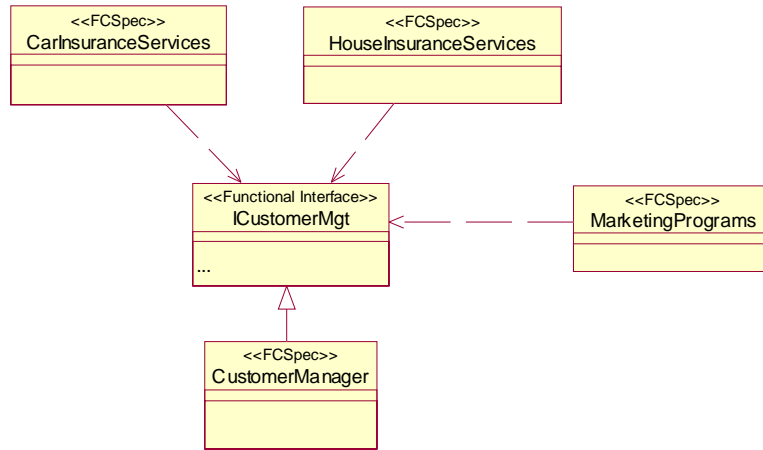 <<FCSpec>>
CarInsuranceServices
<<FCSpec>>
HouseInsuranceServices
<<Functional Interface>>
ICustomerMgt
...
<<FCSpec>>
MarketingPrograms
<<FCSpec>>
CustomerManager